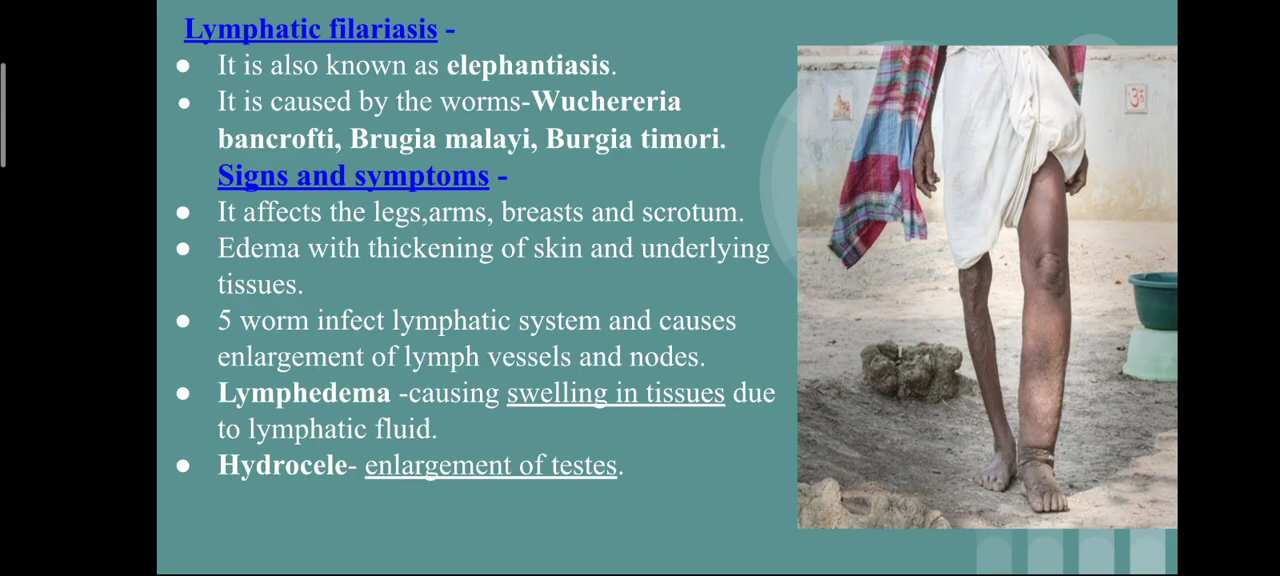 Lymphatic filariasis -
● It is also known as elephantiasis.
● It is caused by the worms-Wuchereria
bancrofti, Brugia malayi, Burgia timori.
Signs and symptoms -
● It affects the legs,arms, breasts and scrotum.
● Edema with thickening of skin and underlying
tissues.
● 5 worm infect lymphatic system and causes
enlargement of lymph vessels and nodes.
● Lymphedema -causing swelling in tissues due
to lymphatic fluid.
● Hydrocele- enlargement of testes.
ॐ